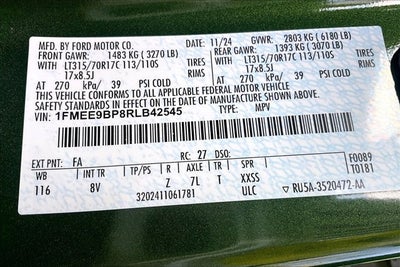 MFD. BY FORD MOTOR CO. 11/24 GVWR: 2803 KG ( 6180 LB)
FRONT GAWR: 1483 KG ( 3270 LB) REAR GAWR: 1393 KG ( 3070 LB)
LT315/70R17C 113/110S TIRES LT315/70R17C 113/110S TIRES
17x8.5J RIMS 17x8.5J RIMS
AT 270 kPa/ 39 PSI COLD AT 270 kPa/ 39 PSI COLD
THIS VEHICLE CONFORMS TO ALL APPLICABLE FEDERAL MOTOR VEHICLE
SAFETY STANDARDS IN EFFECT ON THE DATE OF MANUFACTURE SHOWN ABOVE.
VIN: 1FMEE9BP8RLB42545 TYPE: MPV
EXT PNT: FA RC: 27 DSO: F0089
WB BRK INT TR TP/PS R AXLE TR SPR T0181
116 8V Z 7L T XXSS
3202411061781 ULC RU5A-3520472-AA